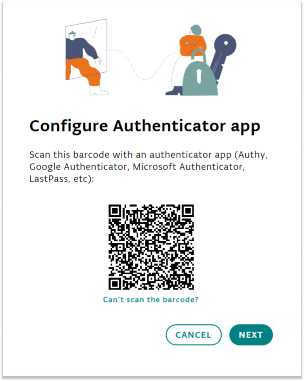 Configure Authenticator app
Scan this barcode with an authenticator app (Authy,
Google Authenticator, Microsoft Authenticator,
LastPass, etc):
Can't scan the barcode?
CANCEL
NEXT